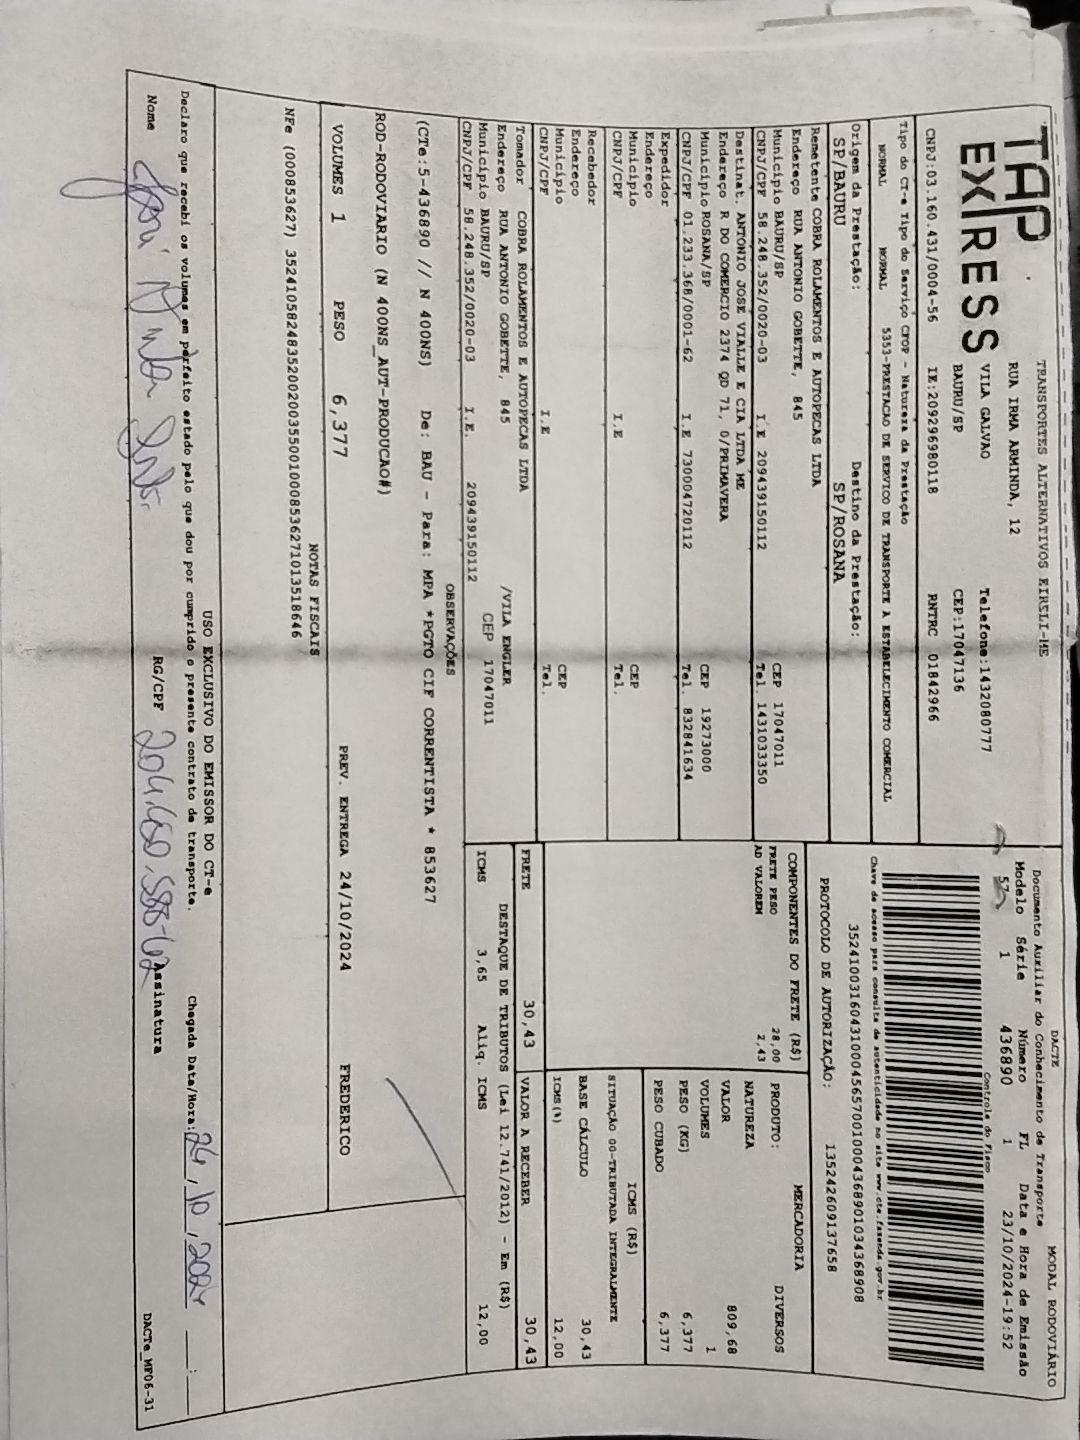 TRANSPORTES ALTERNATIVOS EIRELI-ME
TAP EXPRESS
RUA IRMA ARMINDA, 12
VILA GALVAO
BAURU/SP
Telefone:1432080777
CEP:17047136
CNPJ:03.160.431/0004-56 IE:209296980118 RNTRC 01842966
DACTE MODAL RODOVIÁRIO
Documento Auxiliar do Conhecimento de Transporte
Modelo Série Número FL Data e Hora de Emissão
57 1 436890 1 23/10/2024-19:52
Controle do Fisco
Chave de acesso para consulta de autenticidade no site www.cte.fazenda.gov.br
PROTOCOLO DE AUTORIZAÇÃO: 135242609137658
Tipo do CT-e Tipo do Serviço CFOP - Natureza da Prestação
NORMAL NORMAL 5353-PRESTACAO DE SERVICO DE TRANSPORTE A ESTABELECIMENTO COMERCIAL
Origem da Prestação: Destino da Prestação:
SP/BAURU SP/ROSANA
Remetente COBRA ROLAMENTOS E AUTOPECAS LTDA
Endereço RUA ANTONIO GOBETTE, 845
Município BAURU/SP CEP 17047011
CNPJ/CPF 58.248.352/0020-03 I.E 209439150112 Tel. 1431033350
Destinat. ANTONIO JOSE VIALLE E CIA LTDA ME
Endereço R DO COMERCIO 2374 QD 71, 0/PRIMAVERA
Município ROSANA/SP CEP 19273000
CNPJ/CPF 01.233.368/0001-62 I.E 730004720112 Tel. 832841634
Expedidor
Endereço
Município CEP
CNPJ/CPF I.E Tel.
Recebedor
Endereço
Município CEP
CNPJ/CPF I.E Tel.
Tomador COBRA ROLAMENTOS E AUTOPECAS LTDA
Endereço RUA ANTONIO GOBETTE, 845 /VILA ENGLER
Município BAURU/SP CEP 17047011
CNPJ/CPF 58.248.352/0020-03 I.E. 209439150112
COMPONENTES DO FRETE (R$)
FRETE PESO 28,00
AD VALOREM 2,43
MERCADORIA
PRODUTO: DIVERSOS
NATUREZA
VALOR 809,68
VOLUMES 1
PESO (KG) 6,377
PESO CUBADO 6,377
ICMS (R$)
SITUAÇÃO 00-TRIBUTADA INTEGRALMENTE
BASE CÁLCULO 30,43
ICMS(%) 12,00
FRETE 30,43 VALOR A RECEBER 30,43
DESTAQUE DE TRIBUTOS (Lei 12.741/2012) - Em (R$)
ICMS 3,65 Aliq. ICMS 12,00
OBSERVAÇÕES
(CTe:5-436890 // N 400NS) De: BAU - Para: MPA *PGTO CIF CORRENTISTA * 853627
ROD-RODOVIARIO (N 400NS_AUT-PRODUCAO#)
VOLUMES 1 PESO 6,377 PREV. ENTREGA 24/10/2024 FREDERICO
NOTAS FISCAIS
NFe (000853627) 35241058248352002003550010008536271013518646
USO EXCLUSIVO DO EMISSOR DO CT-e
Declaro que recebi os volumes em perfeito estado pelo que dou por cumprido o presente contrato de transporte. Chegada Data/Hora: 24/10/2024 __:__
Nome RG/CPF Assinatura
DACTe_MP06-31